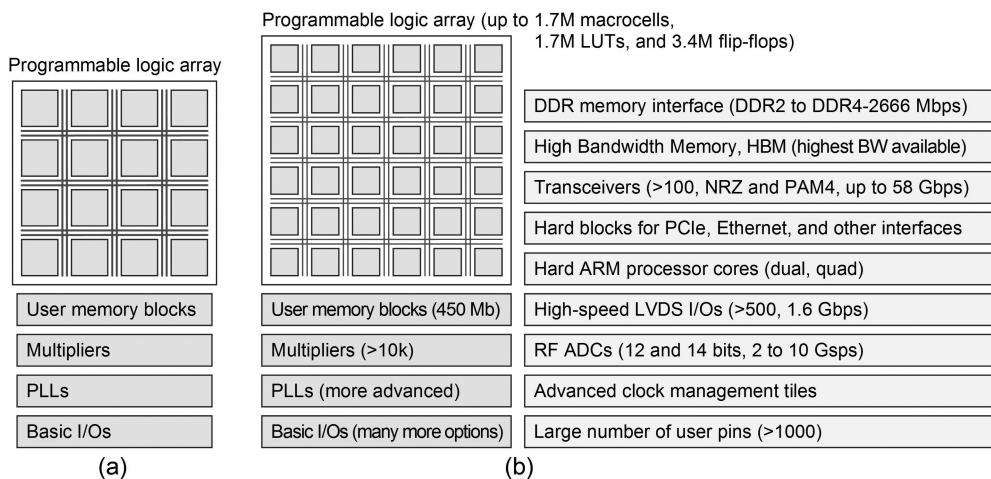 Programmable logic array
User memory blocks
Multipliers
PLLs
Basic I/Os
(a)
Programmable logic array (up to 1.7M macrocells,
1.7M LUTs, and 3.4M flip-flops)
User memory blocks (450 Mb)
Multipliers (>10k)
PLLs (more advanced)
Basic I/Os (many more options)
DDR memory interface (DDR2 to DDR4-2666 Mbps)
High Bandwidth Memory, HBM (highest BW available)
Transceivers (>100, NRZ and PAM4, up to 58 Gbps)
Hard blocks for PCIe, Ethernet, and other interfaces
Hard ARM processor cores (dual, quad)
High-speed LVDS I/Os (>500, 1.6 Gbps)
RF ADCs (12 and 14 bits, 2 to 10 Gsps)
Advanced clock management tiles
Large number of user pins (>1000)
(b)